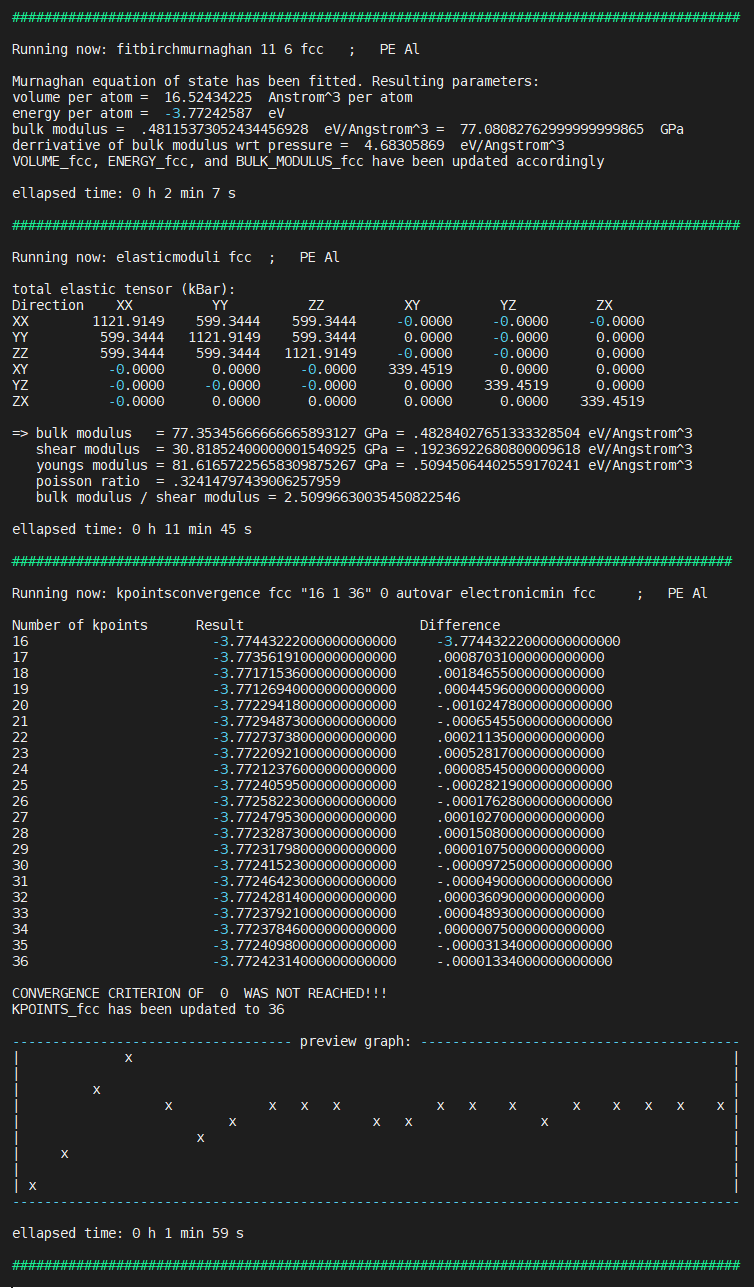 ###########################################################################################
Running now: fitbirchmurnaghan 11 6 fcc   ;   PE Al
Murnaghan equation of state has been fitted. Resulting parameters:
volume per atom =  16.52434225  Anstrom^3 per atom
energy per atom =  -3.77242587  eV
bulk modulus =  .48115373052434456928  eV/Angstrom^3 =  77.08082762999999999865  GPa
derrivative of bulk modulus wrt pressure =  4.68305869  eV/Angstrom^3
VOLUME_fcc, ENERGY_fcc, and BULK_MODULUS_fcc have been updated accordingly
ellapsed time: 0 h 2 min 7 s
###########################################################################################
Running now: elasticmoduli fcc  ;   PE Al
total elastic tensor (kBar):
Direction    XX          YY          ZZ          XY          YZ          ZX
XX        1121.9149    599.3444    599.3444     -0.0000     -0.0000     -0.0000
YY         599.3444   1121.9149    599.3444     -0.0000      0.0000      0.0000
ZZ         599.3444    599.3444   1121.9149     -0.0000     -0.0000      0.0000
XY          -0.0000      0.0000     -0.0000    339.4519      0.0000      0.0000
YZ          -0.0000     -0.0000     -0.0000      0.0000    339.4519      0.0000
ZX          -0.0000      0.0000      0.0000      0.0000      0.0000    339.4519
=> bulk modulus   = 77.35345666666665893127 GPa = .48284027651333328504 eV/Angstrom^3
shear modulus  = 30.81852400000001540925 GPa = .19236922680800009618 eV/Angstrom^3
youngs modulus = 81.61657225658309875267 GPa = .50945064402559170241 eV/Angstrom^3
poisson ratio  = .32414797439006257959
bulk modulus / shear modulus = 2.50996630035450822546
ellapsed time: 0 h 11 min 45 s
##########################################################################################
Running now: kpointsconvergence fcc "16 1 36" 0 autovar electronicmin fcc     ;   PE Al
Number of kpoints      Result                      Difference
16                       -3.77443222000000000000     -3.77443222000000000000
17                       -3.77356191000000000000     .00087031000000000000
18                       -3.77171536000000000000     .00184655000000000000
19                       -3.77126940000000000000     .00044596000000000000
20                       -3.77229418000000000000     -.00102478000000000000
21                       -3.77294873000000000000     -.00065455000000000000
22                       -3.77273738000000000000     .00021135000000000000
23                       -3.77220921000000000000     .00052817000000000000
24                       -3.77212376000000000000     .00008545000000000000
25                       -3.77240595000000000000     -.00028219000000000000
26                       -3.77258223000000000000     -.00017628000000000000
27                       -3.77247953000000000000     .00010270000000000000
28                       -3.77232873000000000000     .00015080000000000000
29                       -3.77231798000000000000     .00001075000000000000
30                       -3.77241523000000000000     -.00009725000000000000
31                       -3.77246423000000000000     -.00004900000000000000
32                       -3.77242814000000000000     .00003609000000000000
33                       -3.77237921000000000000     .00004893000000000000
34                       -3.77237846000000000000     .00000075000000000000
35                       -3.77240980000000000000     -.00003134000000000000
36                       -3.77242314000000000000     -.00001334000000000000
CONVERGENCE CRITERION OF  0  WAS NOT REACHED!!!
KPOINTS_fcc has been updated to 36
----------------------------------- preview graph: ----------------------------------------
|             x                                                                           |
|                                                                                         |
|         x                                                                               |
|                  x            x   x   x            x   x    x       x    x   x   x    x |
|                          x                 x   x                x                       |
|                      x                                                                  |
|     x                                                                                   |
|                                                                                         |
| x                                                                                       |
-------------------------------------------------------------------------------------------
ellapsed time: 0 h 1 min 59 s
###########################################################################################